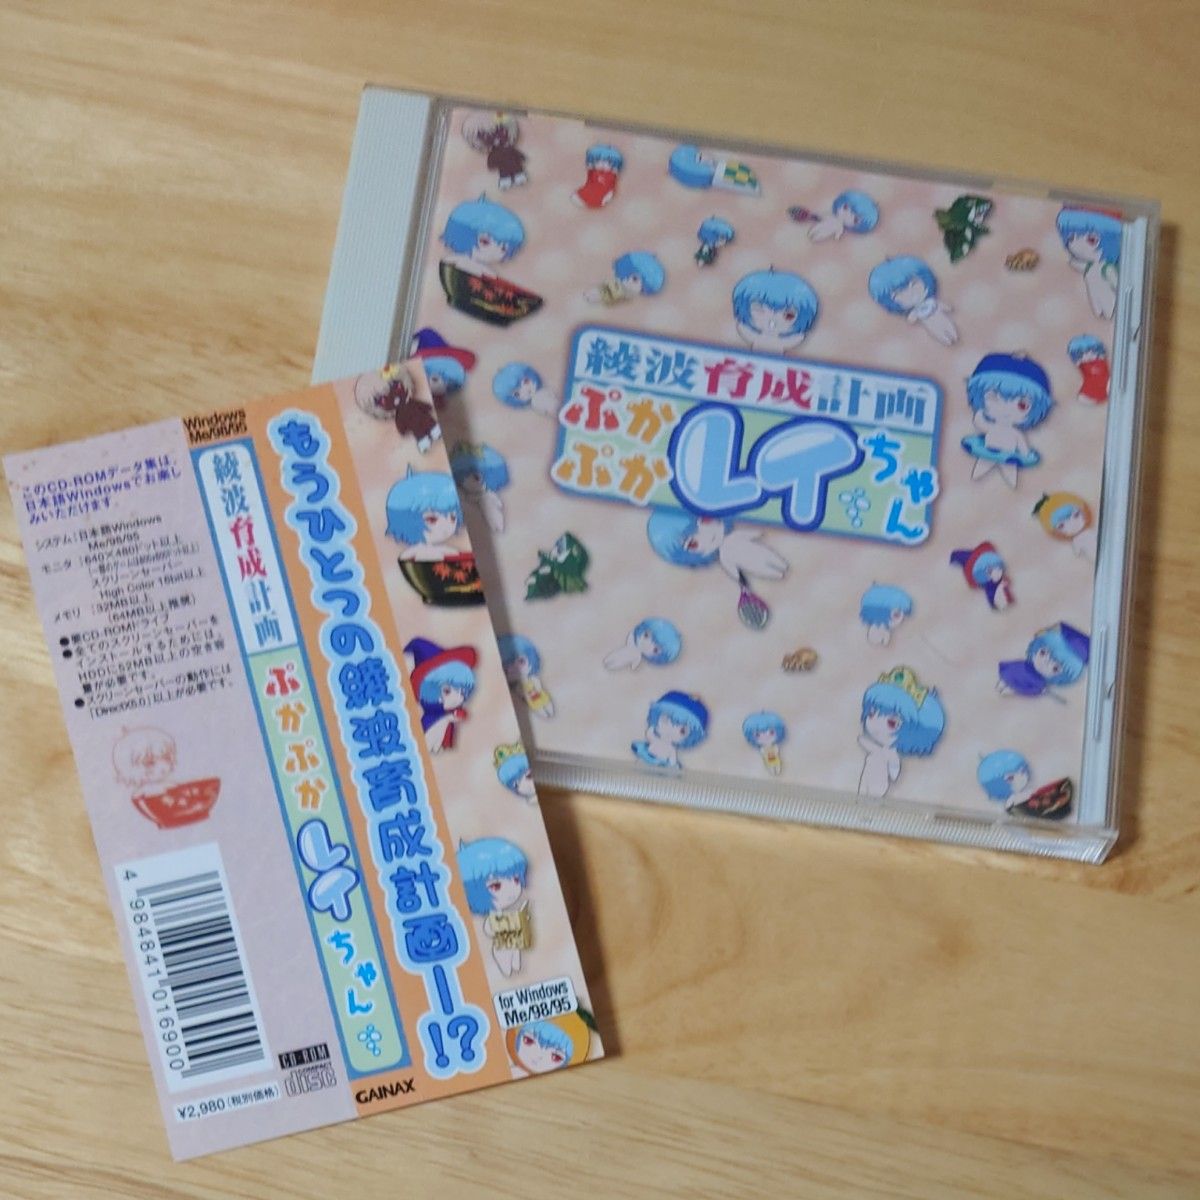 綾波育成計画
ぷか
ぷか
レイちゃん
このCD-ROMデータ集は、
日本語Windowsでお楽し
みいただけます。
システム：日本語Windows
Me/98/95
モニタ：640×480ドット以上
スクリーンセーバー
High Color 16bit以上
メモリ：32MB以上
(64MB以上推奨)
●要CD-ROMドライブ
●全てのスクリーンセーバーを
インストールするためには、
HDDに52MB以上の空き容
量が必要です。
●スクリーンセーバーの動作には
「DirectX5.0」以上が必要です。
4 984841 016900
¥2,980(税別価格)
Windows
Me/98/95
綾波育成計画
ぷかぷかレイちゃん
CD-ROM
COMPACT
disc
もうひとつの綾波育成計画ー!?
GAINAX
for Windows
Me/98/95